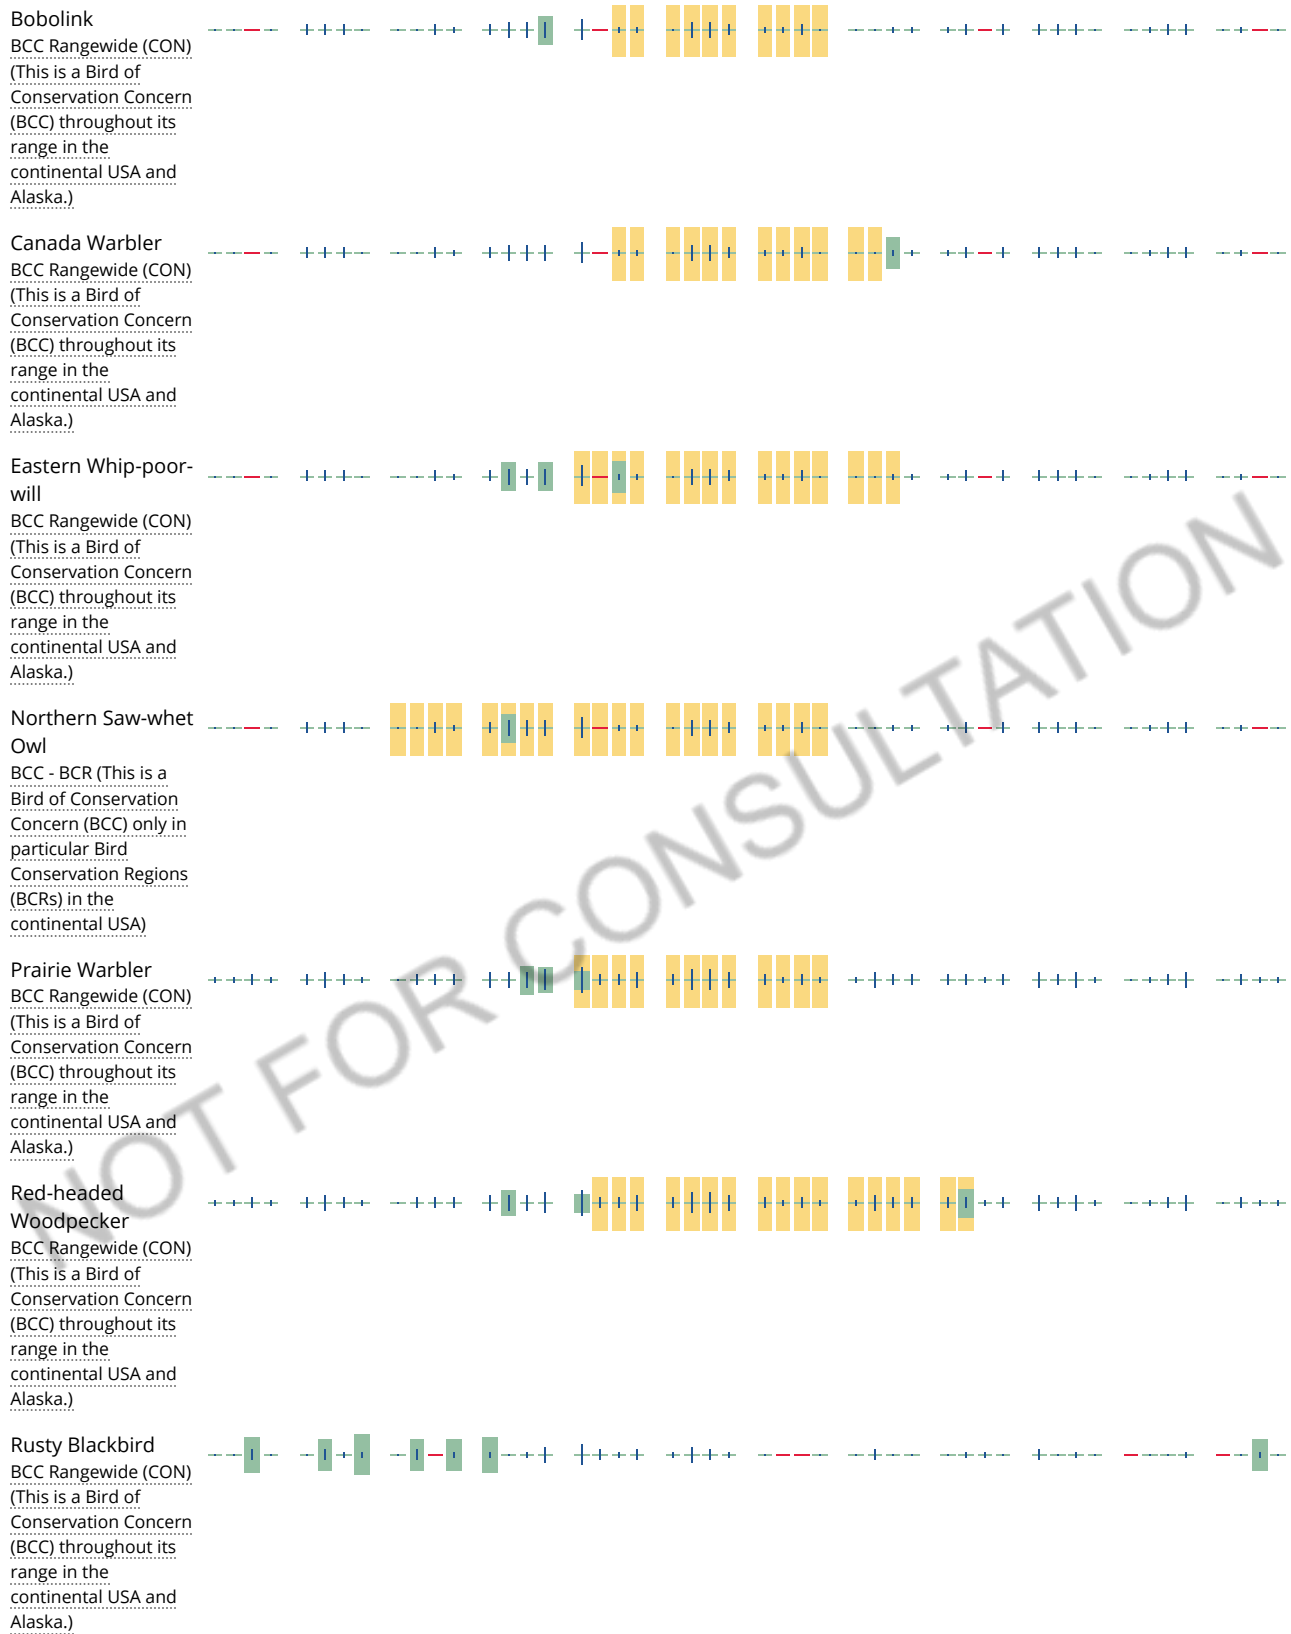 Bobolink
BCC Rangewide (CON)
(This is a Bird of
Conservation Concern
(BCC) throughout its
range in the
continental USA and
Alaska.)
Canada Warbler
BCC Rangewide (CON)
(This is a Bird of
Conservation Concern
(BCC) throughout its
range in the
continental USA and
Alaska.)
Eastern Whip-poor-
will
BCC Rangewide (CON)
(This is a Bird of
Conservation Concern
(BCC) throughout its
range in the
continental USA and
Alaska.)
Northern Saw-whet
Owl
BCC - BCR (This is a
Bird of Conservation
Concern (BCC) only in
particular Bird
Conservation Regions
(BCRs) in the
continental USA)
Prairie Warbler
BCC Rangewide (CON)
(This is a Bird of
Conservation Concern
(BCC) throughout its
range in the
continental USA and
Alaska.)
Red-headed
Woodpecker
BCC Rangewide (CON)
(This is a Bird of
Conservation Concern
(BCC) throughout its
range in the
continental USA and
Alaska.)
Rusty Blackbird
BCC Rangewide (CON)
(This is a Bird of
Conservation Concern
(BCC) throughout its
range in the
continental USA and
Alaska.)
NOT FOR CONSULTATION